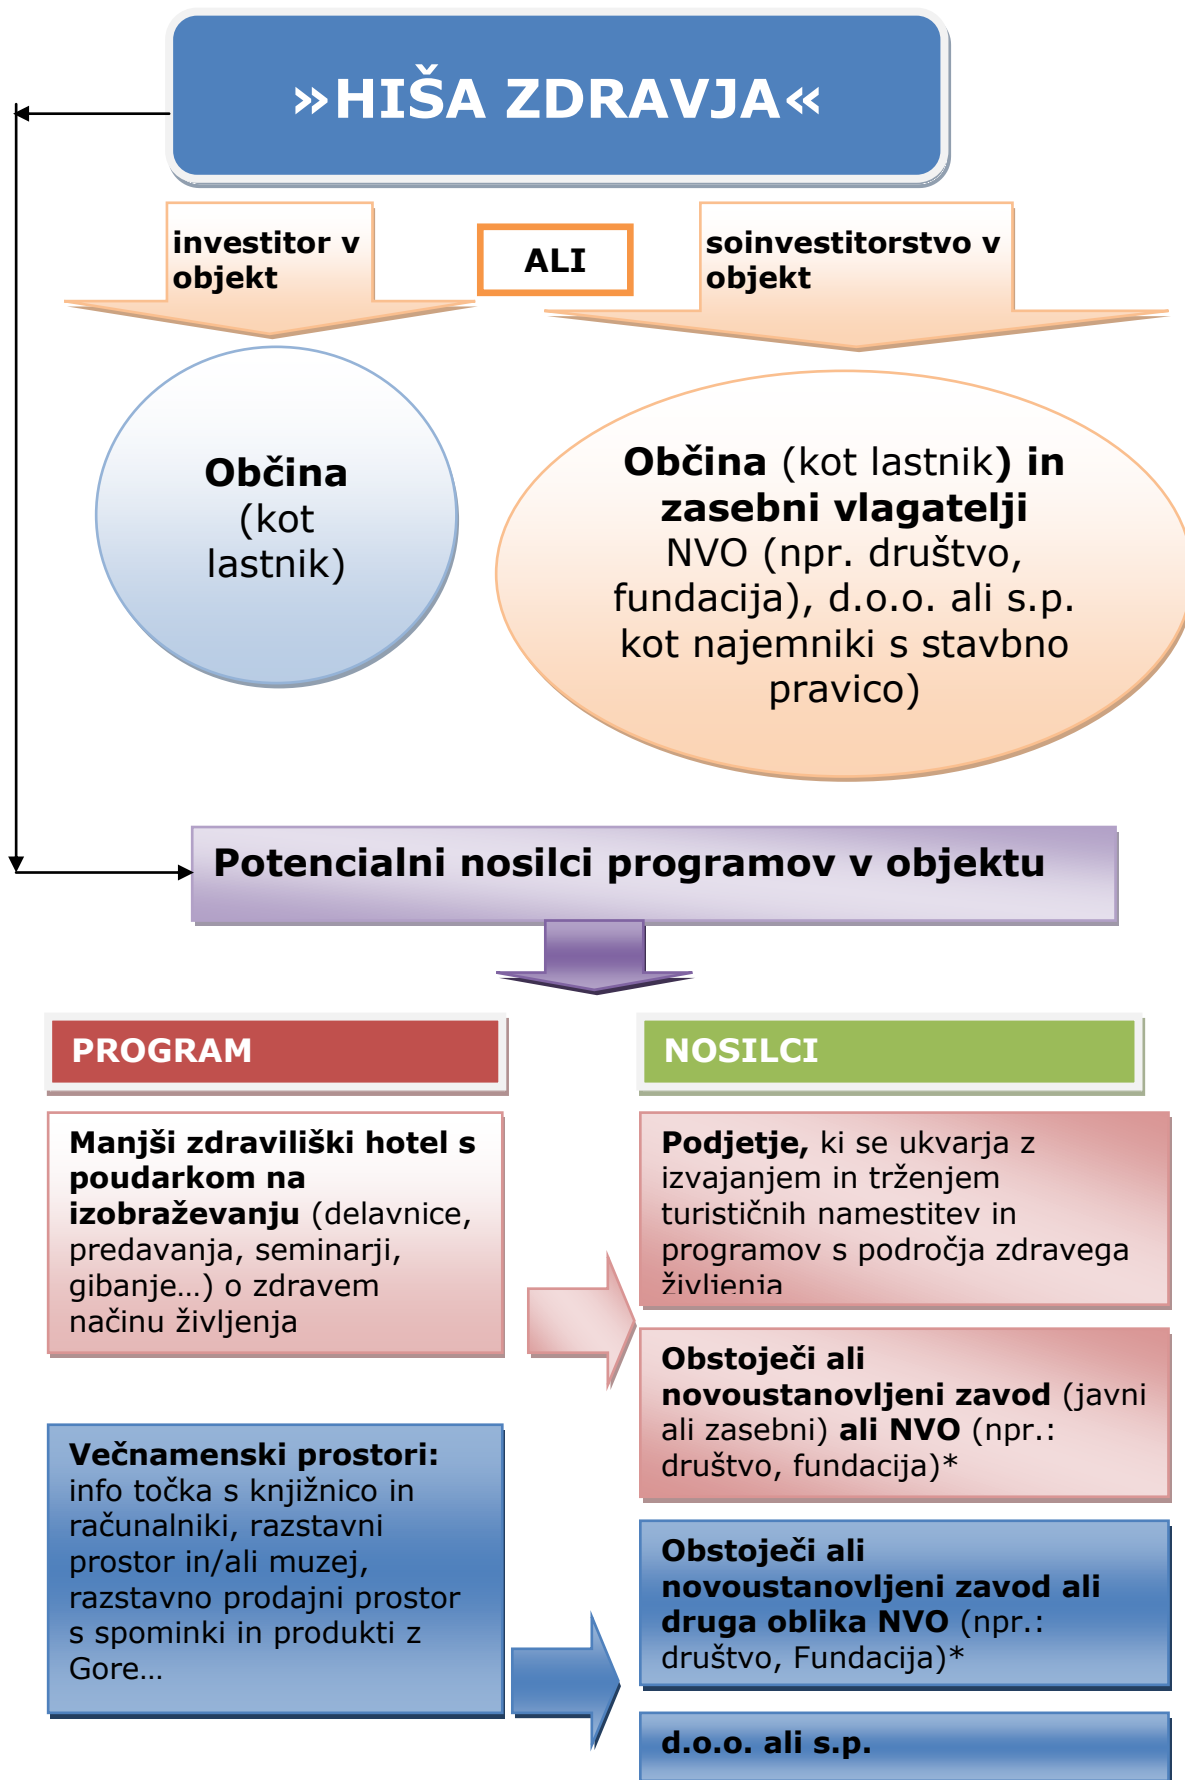 »HIŠA ZDRAVJA«
investitor v
objekt
ALI
soinvestitorstvo v
objekt
Občina
(kot
lastnik)
Občina (kot lastnik) in
zasebni vlagatelji
NVO (npr. društvo,
fundacija), d.o.o. ali s.p.
kot najemniki s stavbno
pravico)
Potencialni nosilci programov v objektu
PROGRAM
NOSILCI
Manjši zdraviliški hotel s
poudarkom na
izobraževanju (delavnice,
predavanja, seminarji,
gibanje…) o zdravem
načinu življenja
Podjetje, ki se ukvarja z
izvajanjem in trženjem
turističnih namestitev in
programov s področja zdravega
življenja
Obstoječi ali
novoustanovljeni zavod (javni
ali zasebni) ali NVO (npr.:
društvo, fundacija)*
Večnamenski prostori:
info točka s knjižnico in
računalniki, razstavni
prostor in/ali muzej,
razstavno prodajni prostor
s spominki in produkti z
Gore…
Obstoječi ali
novoustanovljeni zavod ali
druga oblika NVO (npr.:
društvo, Fundacija)*
d.o.o. ali s.p.